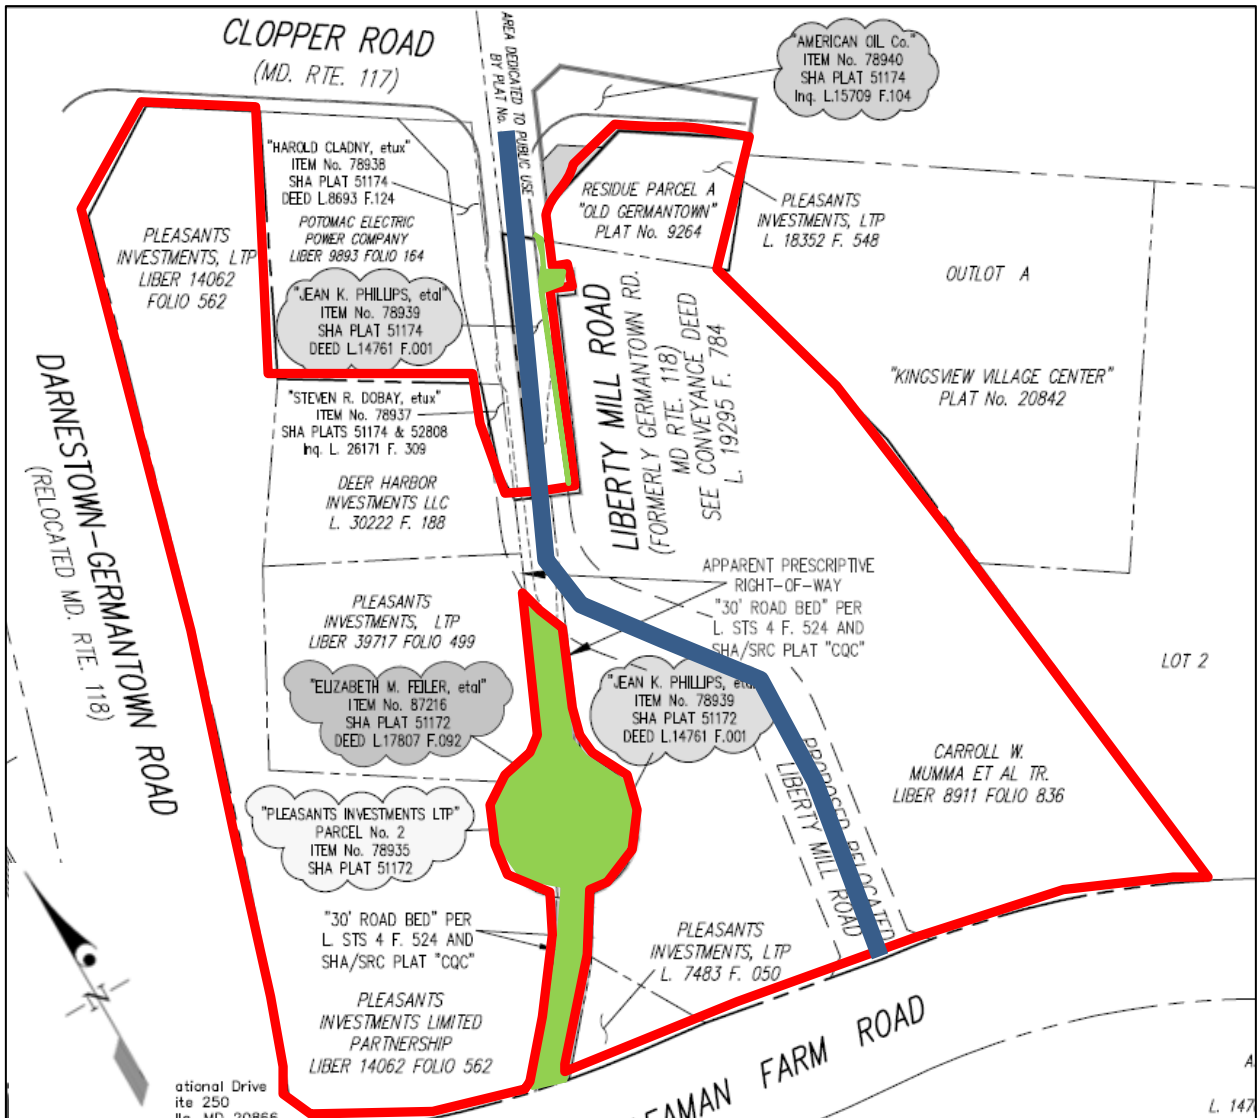 CLOPPER ROAD
(MD. RTE. 117)
AREA DEDICATED TO PUBLIC USE
BY PLAT No.
"AMERICAN OIL Co."
ITEM No. 78940
SHA PLAT 51174
Inq. L.15709 F.104
"HAROLD CLADNY, etux"
ITEM No. 78938
SHA PLAT 51174
DEED L.8693 F.124
POTOMAC ELECTRIC
POWER COMPANY
LIBER 9893 FOLIO 164
RESIDUE PARCEL A
"OLD GERMANTOWN"
PLAT No. 9264
PLEASANTS
INVESTMENTS, LTP
L. 18352 F. 548
PLEASANTS
INVESTMENTS, LTP
LIBER 14062
FOLIO 562
"JEAN K. PHILLIPS, etal"
ITEM No. 78939
SHA PLAT 51174
DEED L.14761 F.001
OUTLOT A
"KINGSVIEW VILLAGE CENTER"
PLAT No. 20842
LIBERTY MILL ROAD
(FORMERLY GERMANTOWN RD.
MD RTE. 118)
SEE CONVEYANCE DEED
L. 19295 F. 784
DARNESTOWN-GERMANTOWN ROAD
(RELOCATED MD. RTE. 118)
"STEVEN R. DOBAY, etux"
ITEM No. 78937
SHA PLATS 51174 & 52808
Inq. L. 26171 F. 309
DEER HARBOR
INVESTMENTS LLC
L. 30222 F. 188
APPARENT PRESCRIPTIVE
RIGHT-OF-WAY
"30' ROAD BED" PER
L. STS 4 F. 524 AND
SHA/SRC PLAT "CQC"
PLEASANTS
INVESTMENTS, LTP
LIBER 39717 FOLIO 499
LOT 2
"ELIZABETH M. FEILER, etal"
ITEM No. 87216
SHA PLAT 51172
DEED L.17807 F.092
"JEAN K. PHILLIPS, etal"
ITEM No. 78939
SHA PLAT 51172
DEED L.14761 F.001
PROPOSED RELOCATED
LIBERTY MILL ROAD
CARROLL W.
MUMMA ET AL TR.
LIBER 8911 FOLIO 836
"PLEASANTS INVESTMENTS LTP"
PARCEL No. 2
ITEM No. 78935
SHA PLAT 51172
"30' ROAD BED" PER
L. STS 4 F. 524 AND
SHA/SRC PLAT "CQC"
PLEASANTS
INVESTMENTS, LTP
L. 7483 F. 050
N
PLEASANTS
INVESTMENTS LIMITED
PARTNERSHIP
LIBER 14062 FOLIO 562
EAMAN FARM ROAD
ational Drive
ite 250
MD 20866
A
L. 147